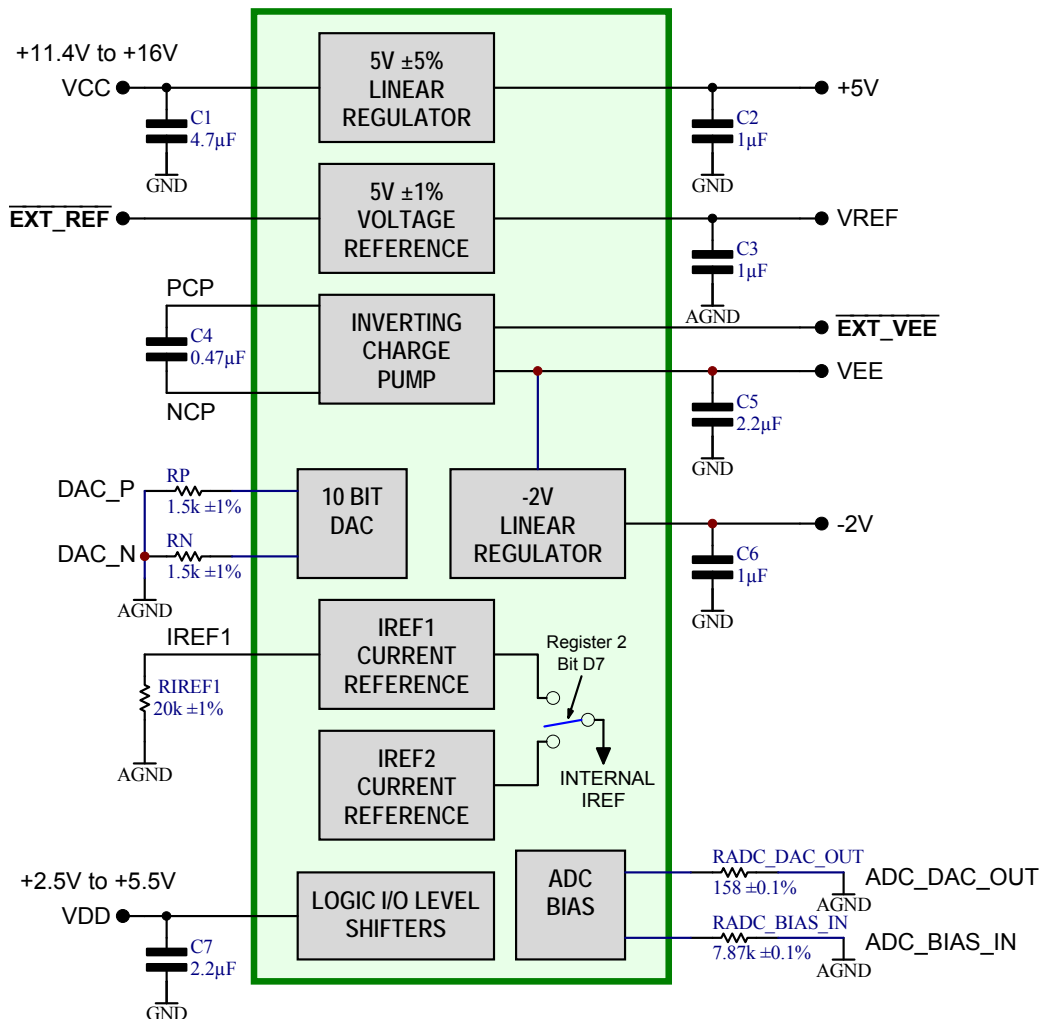 +11.4V to +16V
VCC
C1
4.7µF
GND
5V ±5%
LINEAR
REGULATOR
+5V
C2
1µF
GND
EXT_REF
5V ±1%
VOLTAGE
REFERENCE
VREF
C3
1µF
AGND
PCP
C4
0.47µF
NCP
INVERTING
CHARGE
PUMP
EXT_VEE
VEE
C5
2.2µF
GND
DAC_P
RP
1.5k ±1%
DAC_N
RN
1.5k ±1%
AGND
10 BIT
DAC
-2V
LINEAR
REGULATOR
-2V
C6
1µF
GND
IREF1
RIREF1
20k ±1%
AGND
IREF1
CURRENT
REFERENCE
Register 2
Bit D7
IREF2
CURRENT
REFERENCE
INTERNAL
IREF
+2.5V to +5.5V
VDD
C7
2.2µF
GND
LOGIC I/O LEVEL
SHIFTERS
ADC
BIAS
RADC_DAC_OUT
158 ±0.1%
AGND
ADC_DAC_OUT
RADC_BIAS_IN
7.87k ±0.1%
AGND
ADC_BIAS_IN